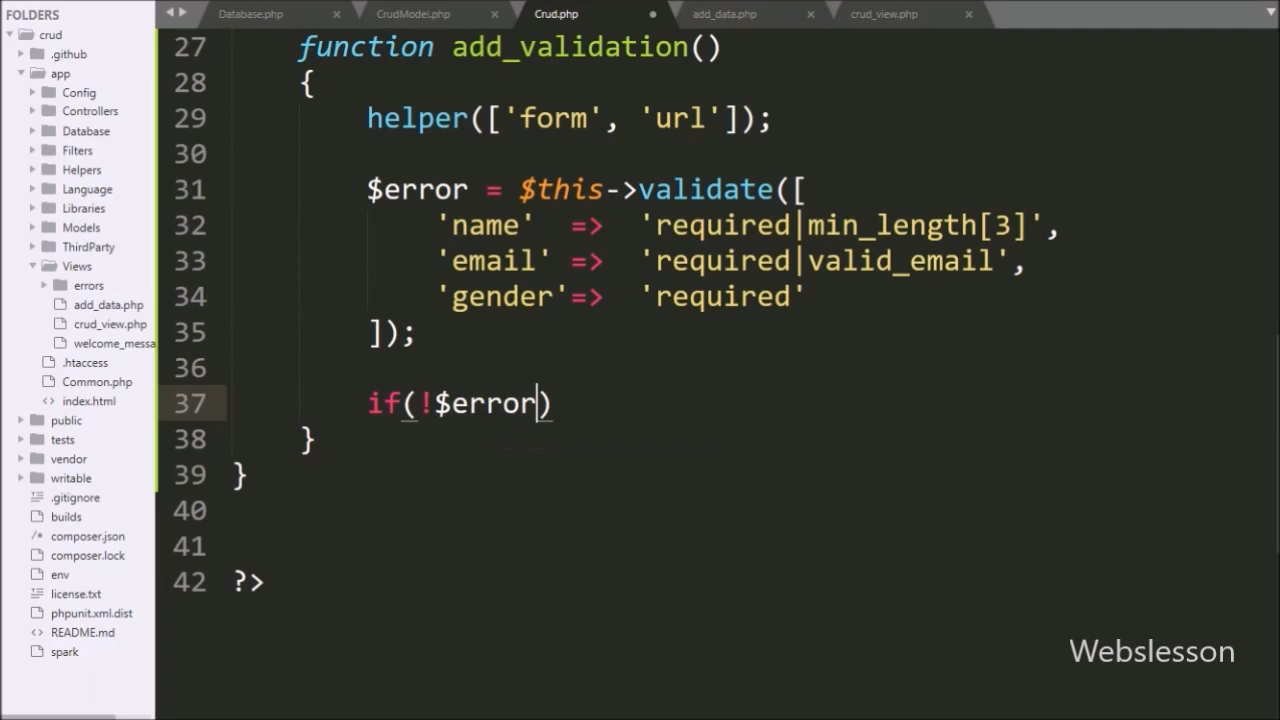 FOLDERS
crud
.github
app
Config
Controllers
Database
Filters
Helpers
Language
Libraries
Models
ThirdParty
Views
errors
add_data.php
crud_view.php
welcome_messa
.htaccess
Common.php
<> index.html
public
tests
vendor
writable
.gitignore
builds
/* composer.json
composer.lock
env
license.txt
phpunit.xml.dist
<> README.md
spark
Database.php × CrudModel.php × Crud.php • add_data.php × crud_view.php ×
27 function add_validation()
28 {
29 helper(['form', 'url']);
30
31 $error = $this->validate([
32 'name' => 'required|min_length[3]',
33 'email' => 'required|valid_email',
34 'gender'=> 'required'
35 ]);
36
37 if(!$error)
38 }
39 }
40
41
42 ?>
Webslesson